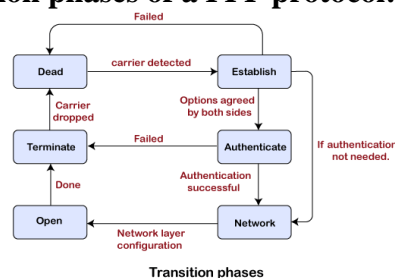 ion phases of a PPP protocol.
Failed
Dead
carrier detected
Establish
Options agreed
by both sides
Carrier
dropped
Terminate
Failed
Authenticate
If authentication
not needed.
Done
Authentication
successful
Open
Network layer
configuration
Network
Transition phases